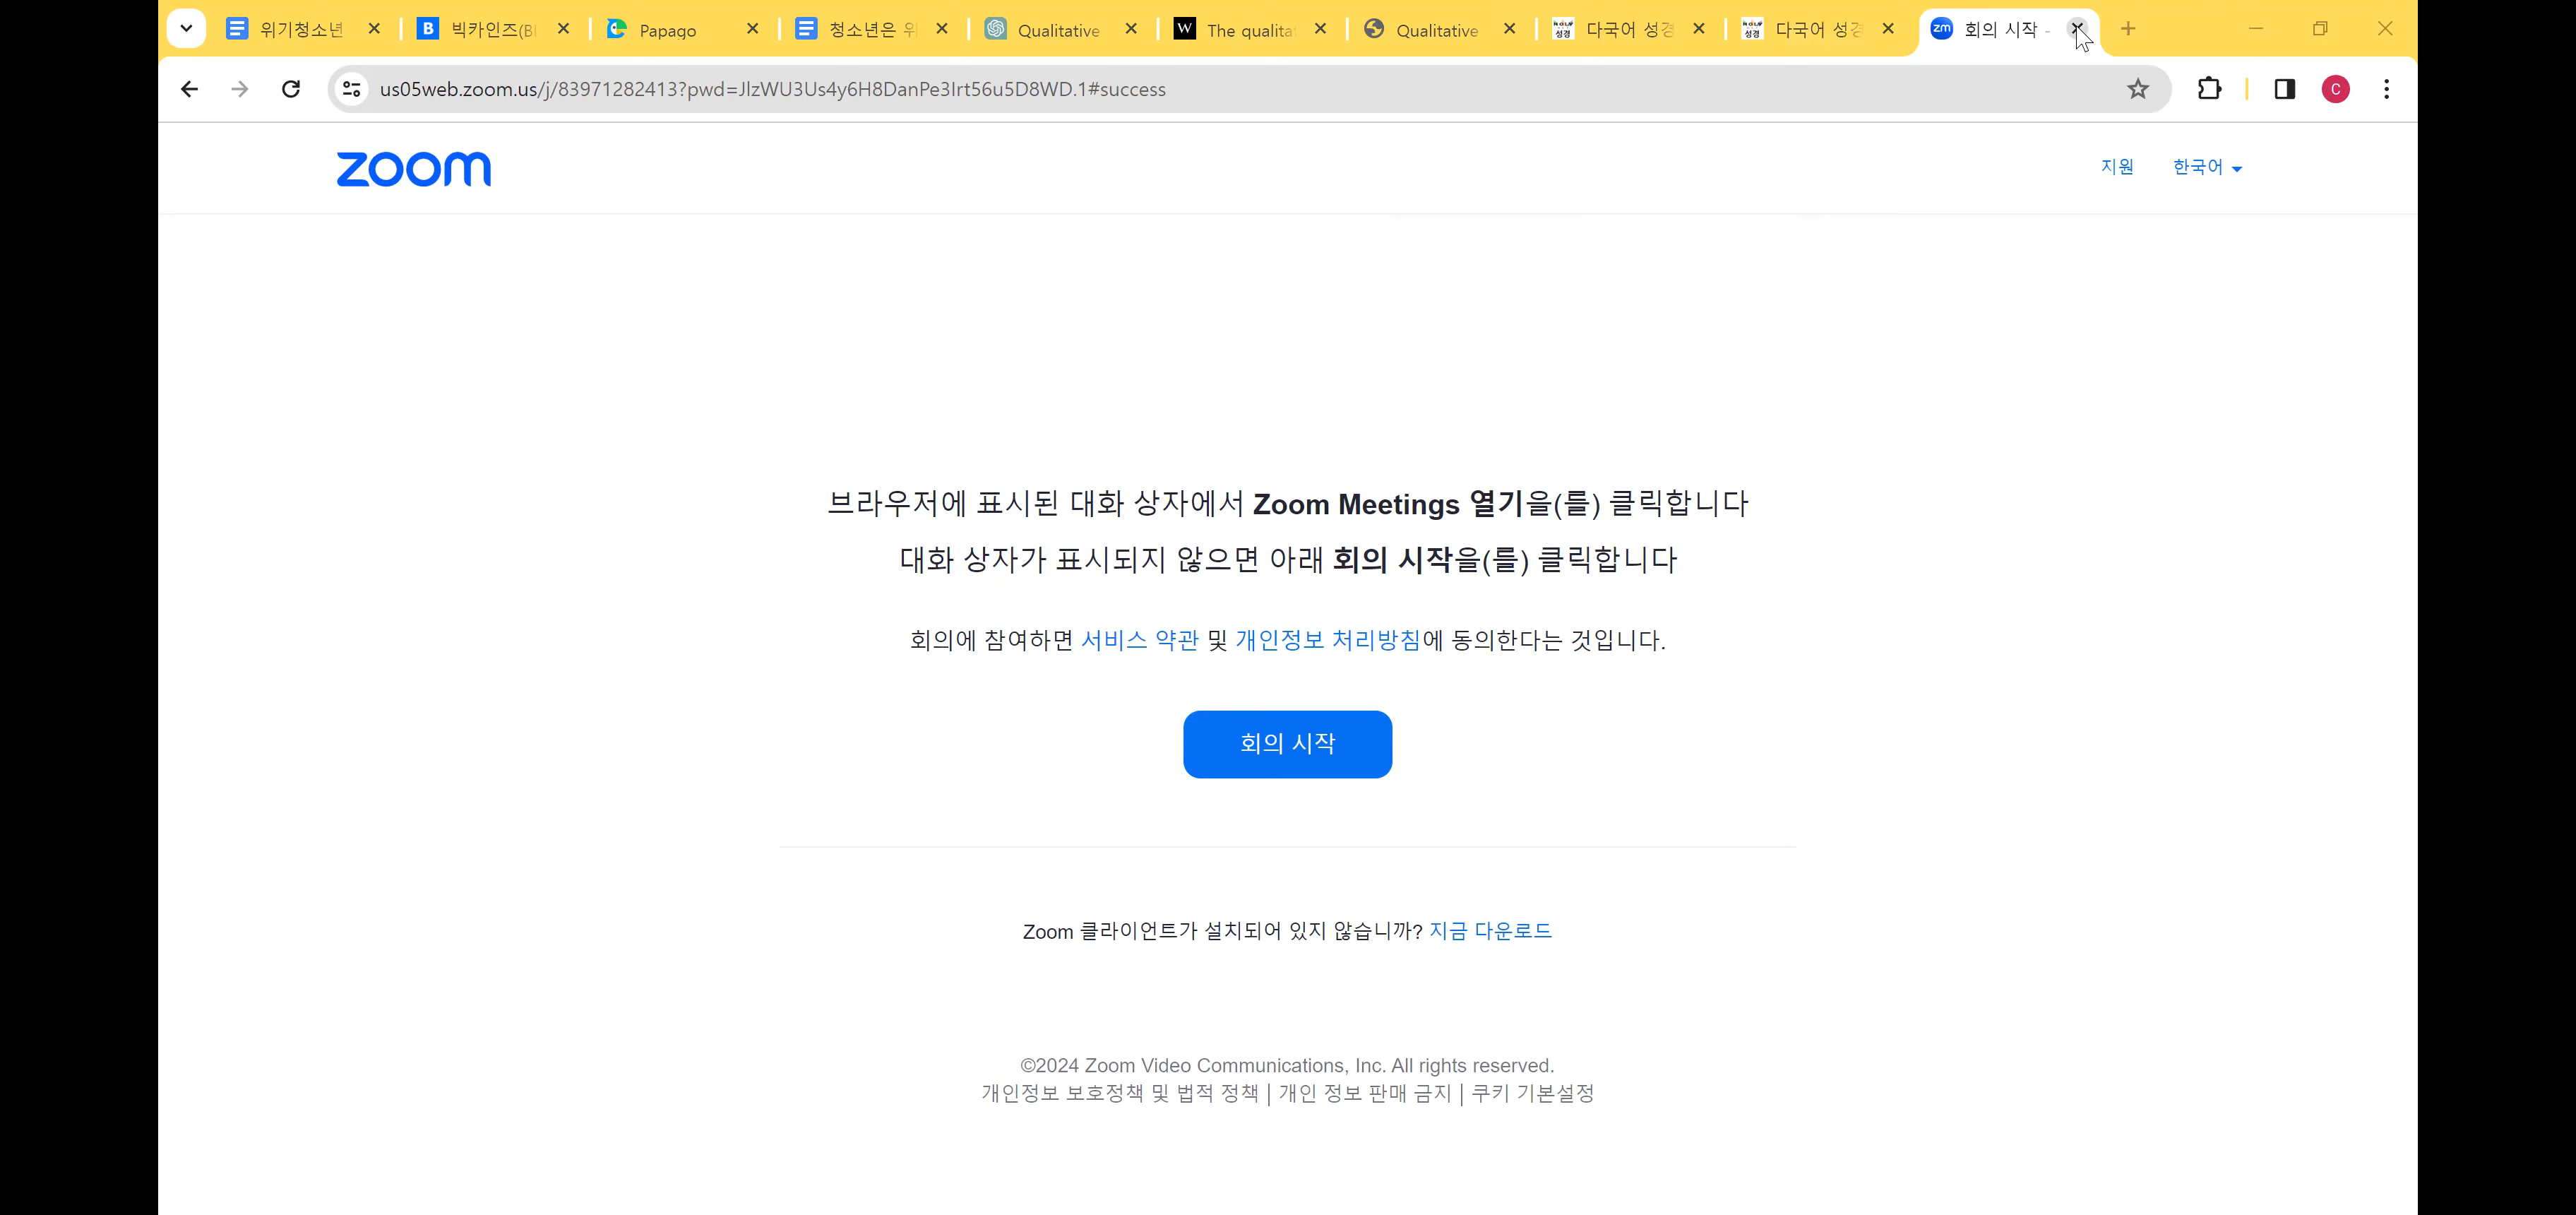 위기청소년
B 빅카인즈(BI
Papago
청소년은 위
Qualitative
W The qualita
Qualitative
성경 다국어 성경
성경 다국어 성경
zm 회의 시작 -
us05web.zoom.us/j/83971282413?pwd=JlzWU3Us4y6H8DanPe3Irt56u5D8WD.1#success
C
zoom
지원
한국어
브라우저에 표시된 대화 상자에서 Zoom Meetings 열기을(를) 클릭합니다
대화 상자가 표시되지 않으면 아래 회의 시작을(를) 클릭합니다
회의에 참여하면 서비스 약관 및 개인정보 처리방침에 동의한다는 것입니다.
회의 시작
Zoom 클라이언트가 설치되어 있지 않습니까? 지금 다운로드
©2024 Zoom Video Communications, Inc. All rights reserved.
개인정보 보호정책 및 법적 정책 | 개인 정보 판매 금지 | 쿠키 기본설정